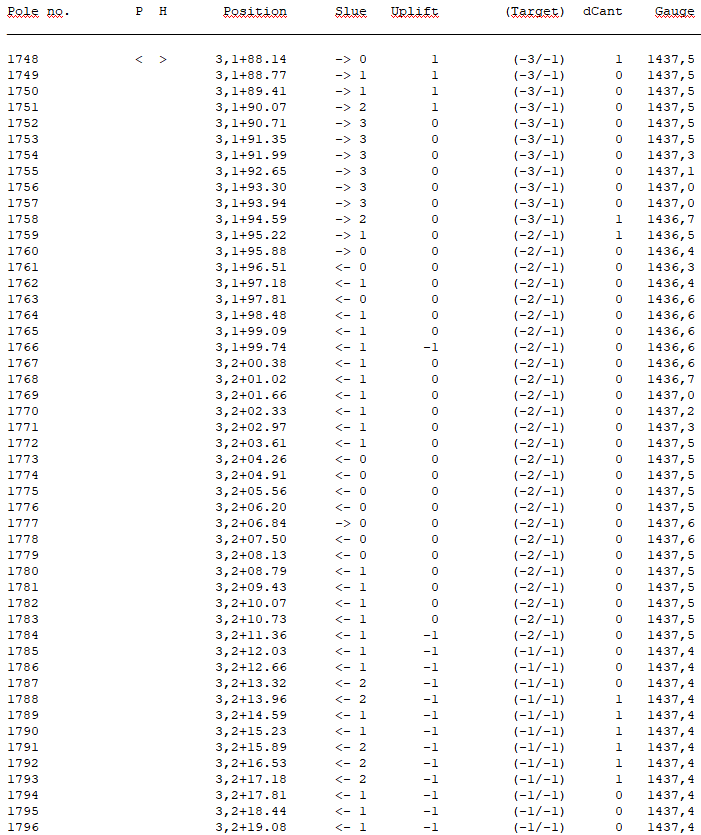 Pole no. P H Position Slue Uplift (Target) dCant Gauge
1748 < > 3,1+88.14 -> 0 1 (-3/-1) 1 1437,5
1749 3,1+88.77 -> 1 1 (-3/-1) 0 1437,5
1750 3,1+89.41 -> 1 1 (-3/-1) 0 1437,5
1751 3,1+90.07 -> 2 1 (-3/-1) 0 1437,5
1752 3,1+90.71 -> 3 0 (-3/-1) 0 1437,5
1753 3,1+91.35 -> 3 0 (-3/-1) 0 1437,5
1754 3,1+91.99 -> 3 0 (-3/-1) 0 1437,3
1755 3,1+92.65 -> 3 0 (-3/-1) 0 1437,1
1756 3,1+93.30 -> 3 0 (-3/-1) 0 1437,0
1757 3,1+93.94 -> 3 0 (-3/-1) 0 1437,0
1758 3,1+94.59 -> 2 0 (-3/-1) 1 1436,7
1759 3,1+95.22 -> 1 0 (-2/-1) 1 1436,5
1760 3,1+95.88 -> 0 0 (-2/-1) 0 1436,4
1761 3,1+96.51 <- 0 0 (-2/-1) 0 1436,3
1762 3,1+97.18 <- 1 0 (-2/-1) 0 1436,4
1763 3,1+97.81 <- 0 0 (-2/-1) 0 1436,6
1764 3,1+98.48 <- 1 0 (-2/-1) 0 1436,6
1765 3,1+99.09 <- 1 0 (-2/-1) 0 1436,6
1766 3,1+99.74 <- 1 -1 (-2/-1) 0 1436,6
1767 3,2+00.38 <- 1 0 (-2/-1) 0 1436,6
1768 3,2+01.02 <- 1 0 (-2/-1) 0 1436,7
1769 3,2+01.66 <- 1 0 (-2/-1) 0 1437,0
1770 3,2+02.33 <- 1 0 (-2/-1) 0 1437,2
1771 3,2+02.97 <- 1 0 (-2/-1) 0 1437,3
1772 3,2+03.61 <- 1 0 (-2/-1) 0 1437,5
1773 3,2+04.26 <- 0 0 (-2/-1) 0 1437,5
1774 3,2+04.91 <- 0 0 (-2/-1) 0 1437,5
1775 3,2+05.56 <- 0 0 (-2/-1) 0 1437,5
1776 3,2+06.20 <- 0 0 (-2/-1) 0 1437,5
1777 3,2+06.84 -> 0 0 (-2/-1) 0 1437,6
1778 3,2+07.50 <- 0 0 (-2/-1) 0 1437,6
1779 3,2+08.13 <- 0 0 (-2/-1) 0 1437,5
1780 3,2+08.79 <- 1 0 (-2/-1) 0 1437,5
1781 3,2+09.43 <- 1 0 (-2/-1) 0 1437,5
1782 3,2+10.07 <- 1 0 (-2/-1) 0 1437,5
1783 3,2+10.73 <- 1 0 (-2/-1) 0 1437,5
1784 3,2+11.36 <- 1 -1 (-2/-1) 0 1437,5
1785 3,2+12.03 <- 1 -1 (-1/-1) 0 1437,4
1786 3,2+12.66 <- 1 -1 (-1/-1) 0 1437,4
1787 3,2+13.32 <- 2 -1 (-1/-1) 0 1437,4
1788 3,2+13.96 <- 2 -1 (-1/-1) 1 1437,4
1789 3,2+14.59 <- 1 -1 (-1/-1) 1 1437,4
1790 3,2+15.23 <- 1 -1 (-1/-1) 1 1437,4
1791 3,2+15.89 <- 2 -1 (-1/-1) 1 1437,4
1792 3,2+16.53 <- 2 -1 (-1/-1) 1 1437,4
1793 3,2+17.18 <- 2 -1 (-1/-1) 1 1437,4
1794 3,2+17.81 <- 1 -1 (-1/-1) 0 1437,4
1795 3,2+18.44 <- 1 -1 (-1/-1) 0 1437,4
1796 3,2+19.08 <- 1 -1 (-1/-1) 0 1437,4